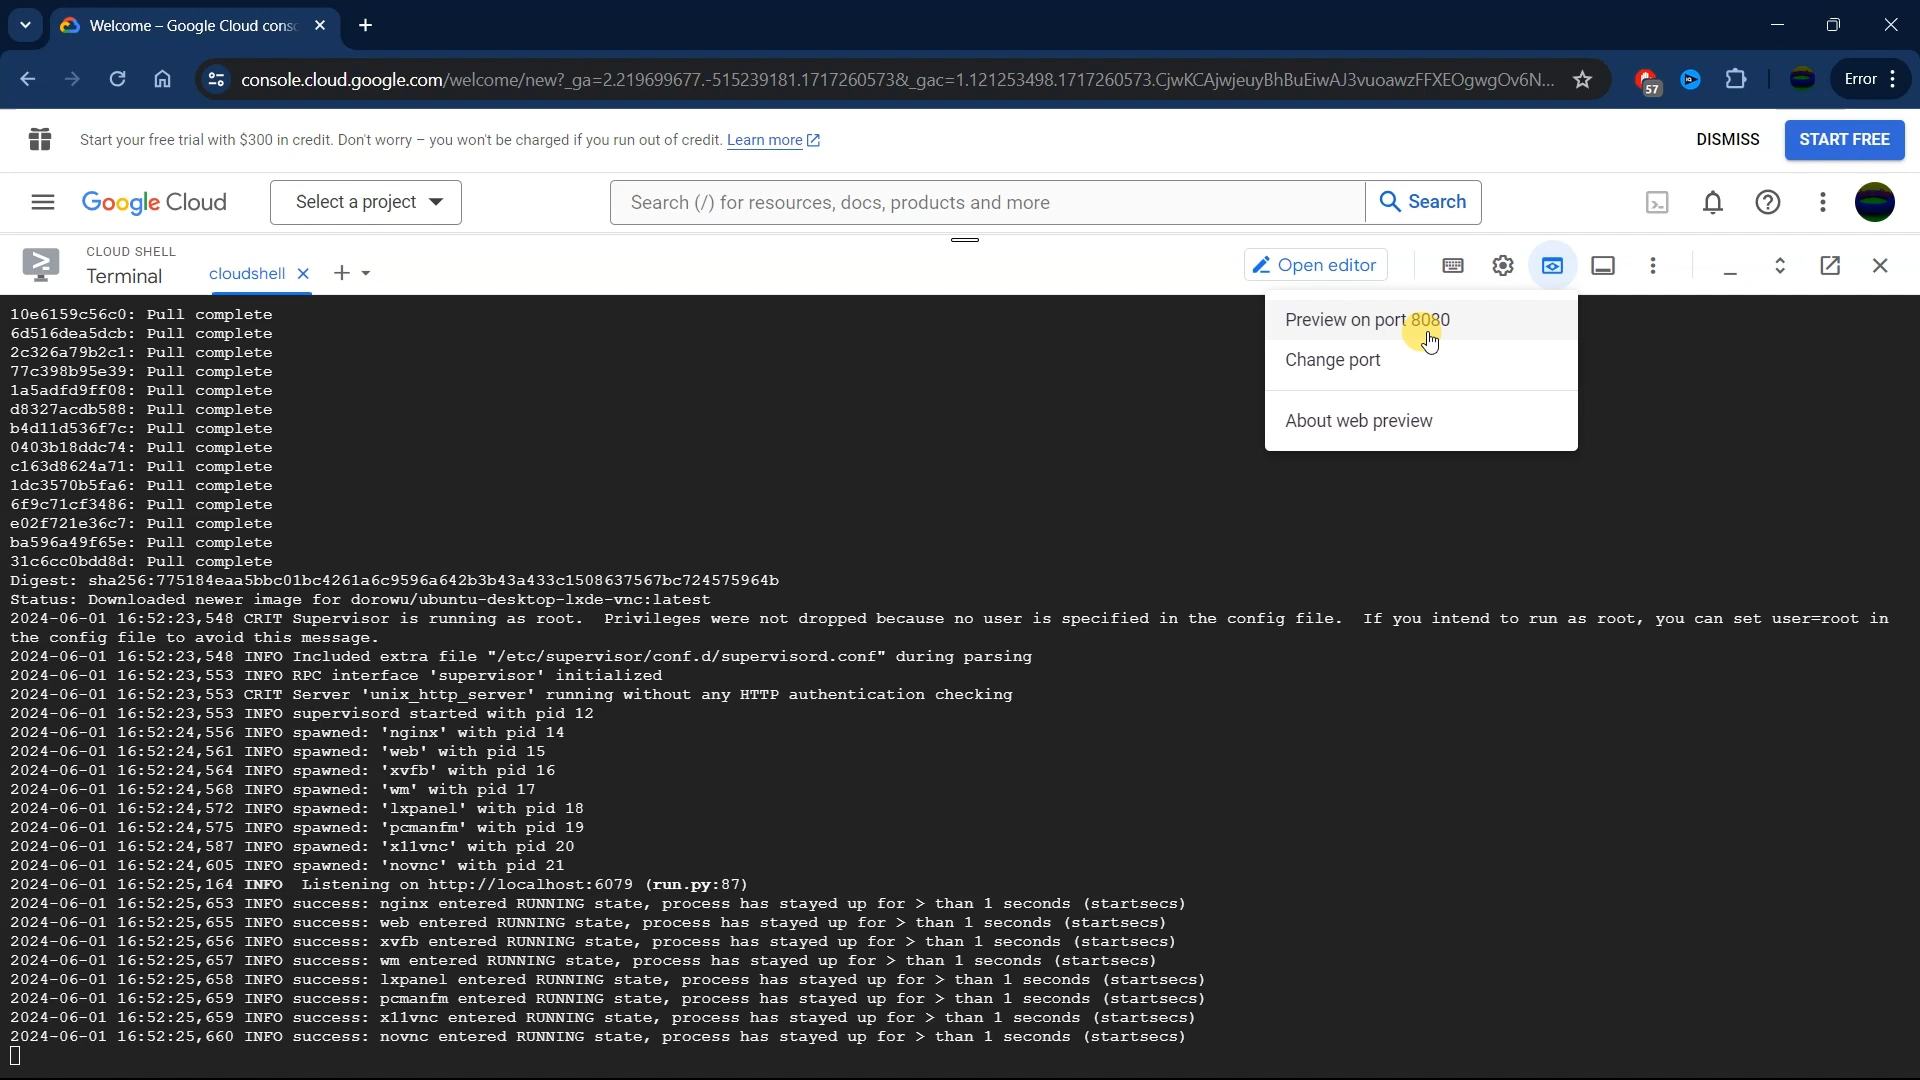 Welcome – Google Cloud cons
console.cloud.google.com/welcome/new?_ga=2.219699677.-515239181.1717260573&_gac=1.121253498.1717260573.CjwKCAjwjeuyBhBuEiwAJ3vuoawzFFXEOgwgOv6N...
57
Error
Start your free trial with $300 in credit. Don't worry – you won't be charged if you run out of credit. Learn more
DISMISS
START FREE
Google Cloud
Select a project
Search (/) for resources, docs, products and more
Search
CLOUD SHELL
Terminal
cloudshell
Open editor
Preview on port 8080
Change port
About web preview
10e6159c56c0: Pull complete
6d516dea5dcb: Pull complete
2c326a79b2c1: Pull complete
77c398b95e39: Pull complete
1a5adfd9ff08: Pull complete
d8327acdb588: Pull complete
b4d11d536f7c: Pull complete
0403b18ddc74: Pull complete
c163d8624a71: Pull complete
1dc3570b5fa6: Pull complete
6f9c71cf3486: Pull complete
e02f721e36c7: Pull complete
ba596a49f65e: Pull complete
31c6cc0bdd8d: Pull complete
Digest: sha256:775184eaa5bbc01bc4261a6c9596a642b3b43a433c1508637567bc724575964b
Status: Downloaded newer image for dorowu/ubuntu-desktop-lxde-vnc:latest
2024-06-01 16:52:23,548 CRIT Supervisor is running as root.  Privileges were not dropped because no user is specified in the config file.  If you intend to run as root, you can set user=root in
the config file to avoid this message.
2024-06-01 16:52:23,548 INFO Included extra file "/etc/supervisor/conf.d/supervisord.conf" during parsing
2024-06-01 16:52:23,553 INFO RPC interface 'supervisor' initialized
2024-06-01 16:52:23,553 CRIT Server 'unix_http_server' running without any HTTP authentication checking
2024-06-01 16:52:23,553 INFO supervisord started with pid 12
2024-06-01 16:52:24,556 INFO spawned: 'nginx' with pid 14
2024-06-01 16:52:24,561 INFO spawned: 'web' with pid 15
2024-06-01 16:52:24,564 INFO spawned: 'xvfb' with pid 16
2024-06-01 16:52:24,568 INFO spawned: 'wm' with pid 17
2024-06-01 16:52:24,572 INFO spawned: 'lxpanel' with pid 18
2024-06-01 16:52:24,575 INFO spawned: 'pcmanfm' with pid 19
2024-06-01 16:52:24,587 INFO spawned: 'x11vnc' with pid 20
2024-06-01 16:52:24,605 INFO spawned: 'novnc' with pid 21
2024-06-01 16:52:25,164 INFO  Listening on http://localhost:6079 (run.py:87)
2024-06-01 16:52:25,653 INFO success: nginx entered RUNNING state, process has stayed up for > than 1 seconds (startsecs)
2024-06-01 16:52:25,655 INFO success: web entered RUNNING state, process has stayed up for > than 1 seconds (startsecs)
2024-06-01 16:52:25,656 INFO success: xvfb entered RUNNING state, process has stayed up for > than 1 seconds (startsecs)
2024-06-01 16:52:25,657 INFO success: wm entered RUNNING state, process has stayed up for > than 1 seconds (startsecs)
2024-06-01 16:52:25,658 INFO success: lxpanel entered RUNNING state, process has stayed up for > than 1 seconds (startsecs)
2024-06-01 16:52:25,659 INFO success: pcmanfm entered RUNNING state, process has stayed up for > than 1 seconds (startsecs)
2024-06-01 16:52:25,659 INFO success: x11vnc entered RUNNING state, process has stayed up for > than 1 seconds (startsecs)
2024-06-01 16:52:25,660 INFO success: novnc entered RUNNING state, process has stayed up for > than 1 seconds (startsecs)